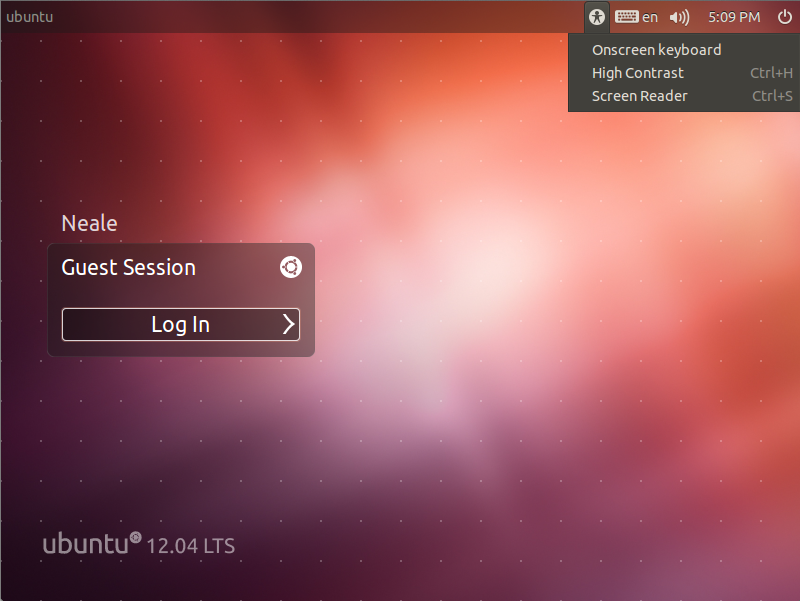 ubuntu en 5:09 PM
Onscreen keyboard
High Contrast Ctrl+H
Screen Reader Ctrl+S
Neale
Guest Session
Log In
ubuntu 12.04 LTS